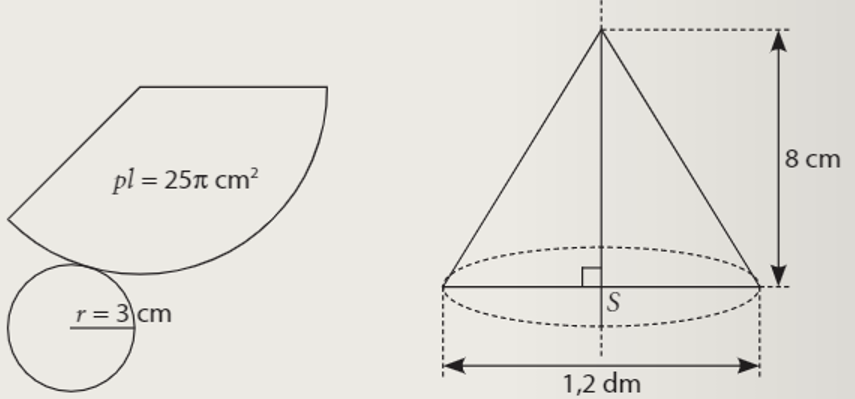 pl = 25π cm²
r = 3 cm
8 cm
S
1,2 dm